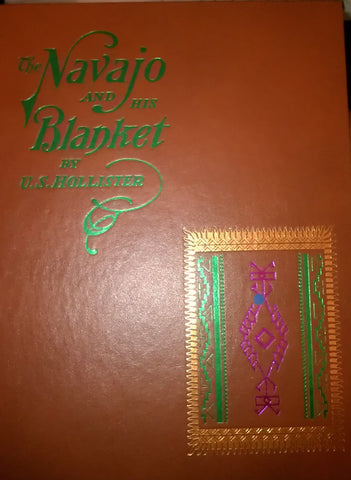 The Navajo
AND HIS
Blanket
BY
U.S. HOLLISTER